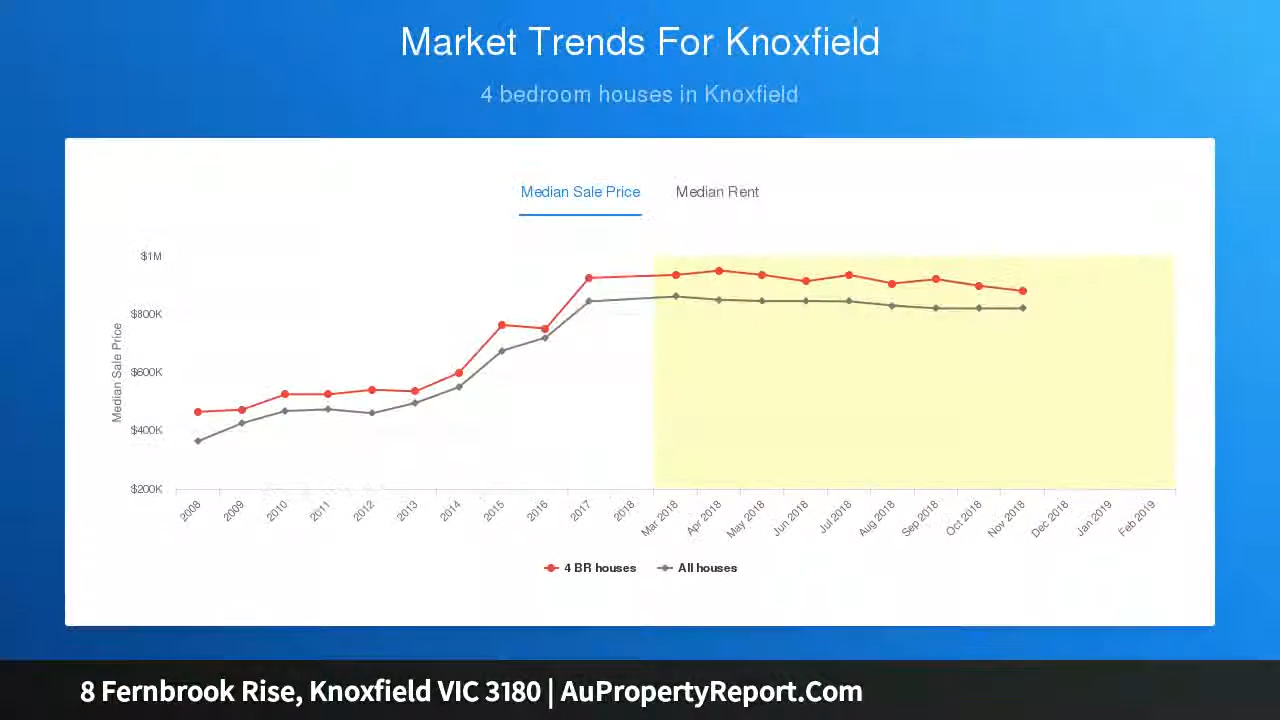 Market Trends For Knoxfield
4 bedroom houses in Knoxfield
Median Sale Price Median Rent
$1M
$800K
$600K
$400K
$200K
Median Sale Price
2008 2009 2010 2011 2012 2013 2014 2015 2016 2017 2018 Mar 2018 Apr 2018 May 2018 Jun 2018 Jul 2018 Aug 2018 Sep 2018 Oct 2018 Nov 2018 Dec 2018 Jan 2019 Feb 2019
4 BR houses All houses
8 Fernbrook Rise, Knoxfield VIC 3180 | AuPropertyReport.Com